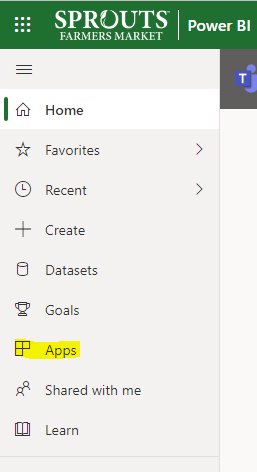 SPROUTS
FARMERS MARKET
Power BI
Home
Favorites
Recent
Create
Datasets
Goals
Apps
Shared with me
Learn